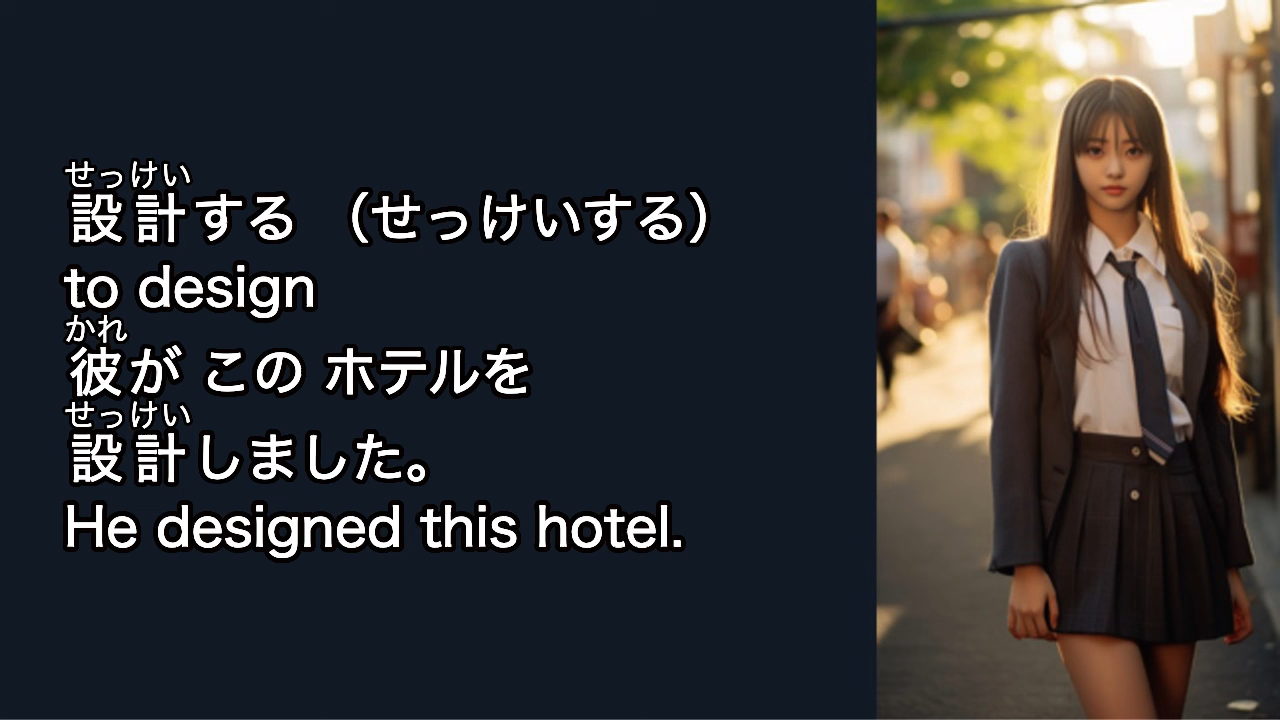 せっけい
設計する （せっけいする）
to design
かれ
彼が この ホテルを
せっけい
設計しました。
He designed this hotel.